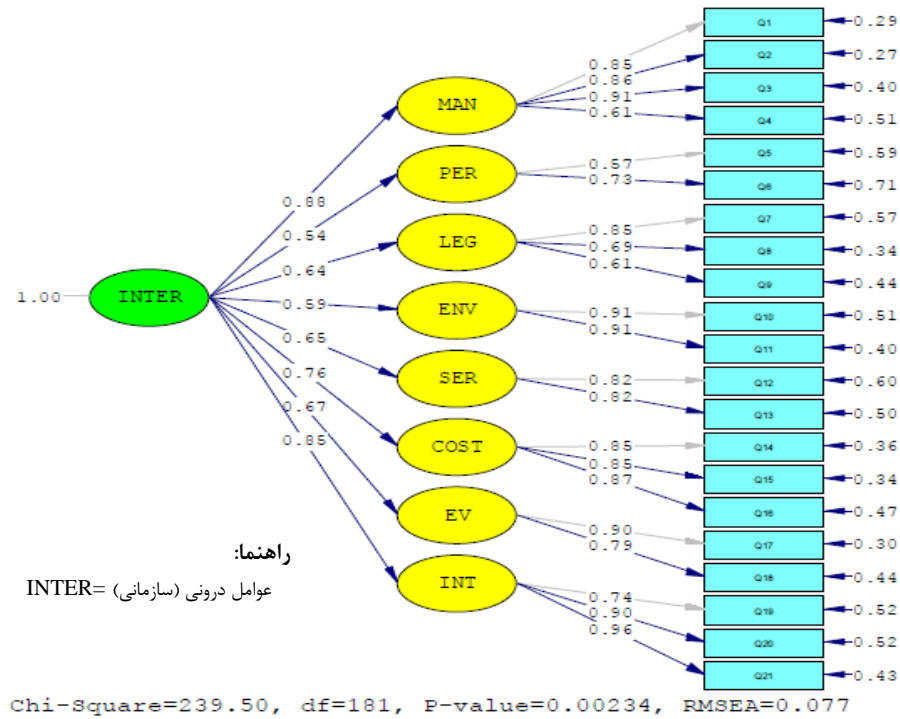 Q1 0.29
Q2 0.27
0.85
0.86
Q3 0.40
0.91
MAN
0.61
Q4 0.51
Q5 0.59
0.57
PER
0.73
Q6 0.71
0.88
Q7 0.57
0.54
0.85
LEG
0.69
Q8 0.34
0.64
0.61
Q9 0.44
1.00 INTER
0.59
ENV
0.91
Q10 0.51
0.91
Q11 0.40
0.65
SER
0.82
Q12 0.60
0.76
0.82
Q13 0.50
0.67
COST
0.85
Q14 0.36
0.85
0.85
Q15 0.34
0.87
Q16 0.47
EV
0.90
Q17 0.30
0.79
Q18 0.44
راهنما:
INT
0.74
Q19 0.52
عوامل درونی (سازمانی) =INTER
0.90
Q20 0.52
0.96
Q21 0.43
Chi-Square=239.50, df=181, P-value=0.00234, RMSEA=0.077